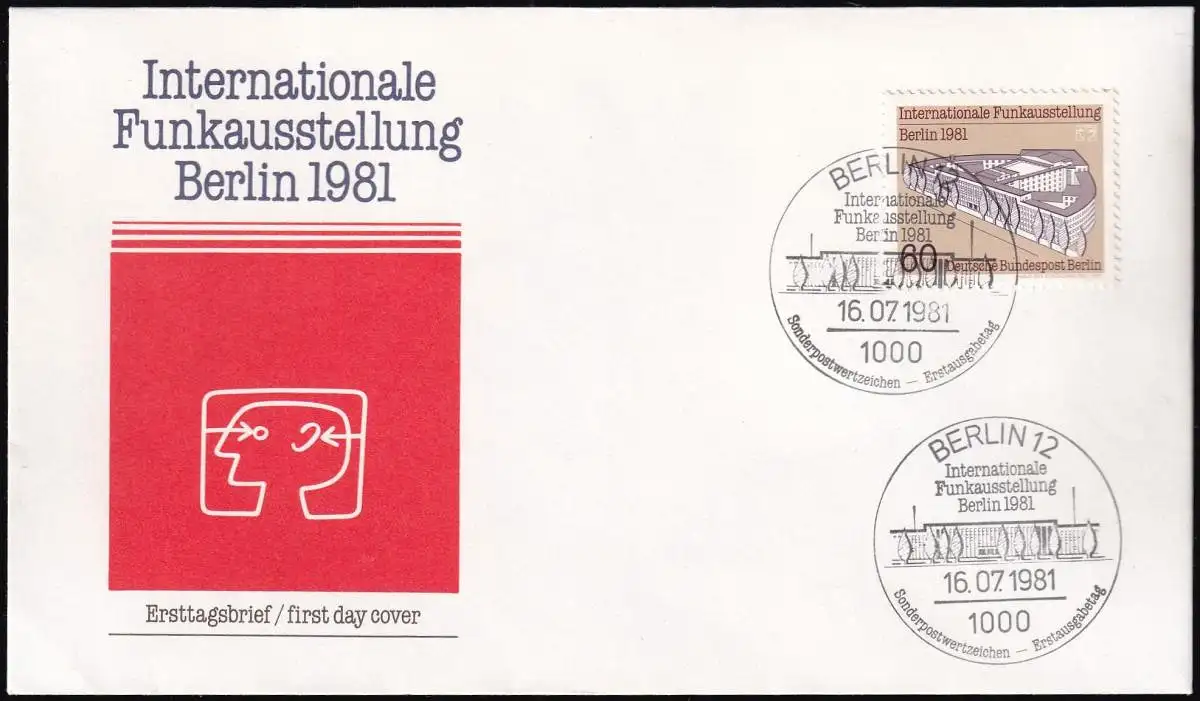 Internationale
Funkausstellung
Berlin 1981
Ersttagsbrief / first day cover
Internationale Funkausstellung
Berlin 1981
60
Deutsche Bundespost Berlin
BERLIN 12
Internationale
Funkausstellung
Berlin 1981
16.07.1981
1000
Sonderpostwertzeichen — Erstausgabetag
BERLIN 12
Internationale
Funkausstellung
Berlin 1981
16.07.1981
1000
Sonderpostwertzeichen — Erstausgabetag